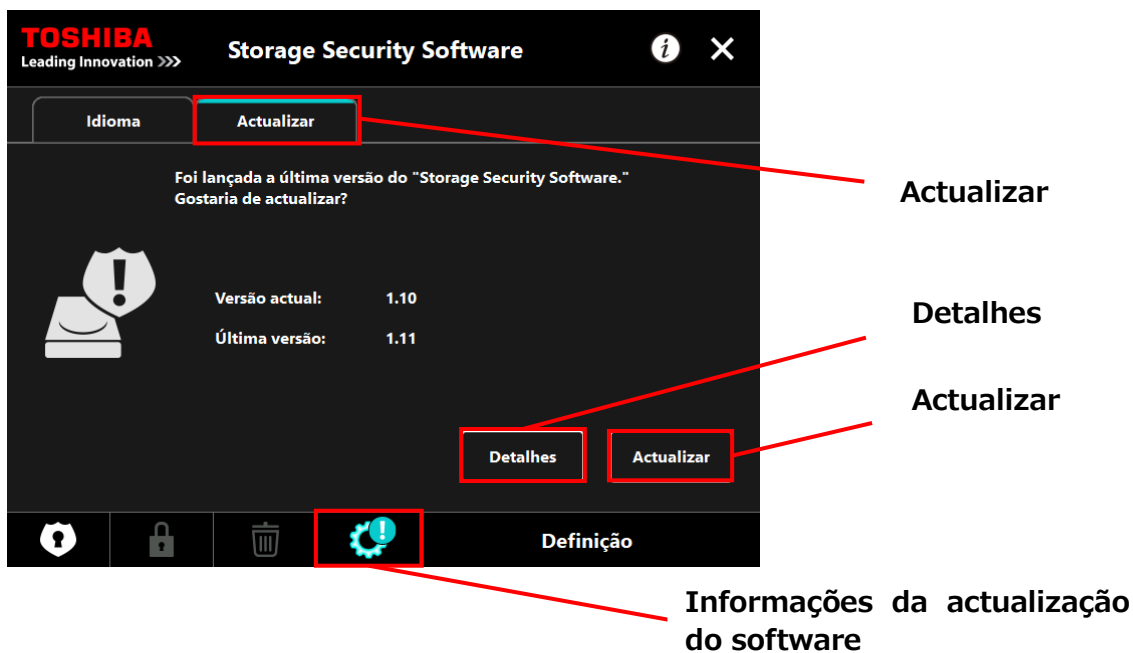 TOSHIBA
Leading Innovation >>>
Storage Security Software
i
Idioma
Actualizar
Foi lançada a última versão do "Storage Security Software."
Gostaria de actualizar?
Versão actual: 1.10
Última versão: 1.11
Detalhes
Actualizar
Definição
Actualizar
Detalhes
Actualizar
Informações da actualização
do software